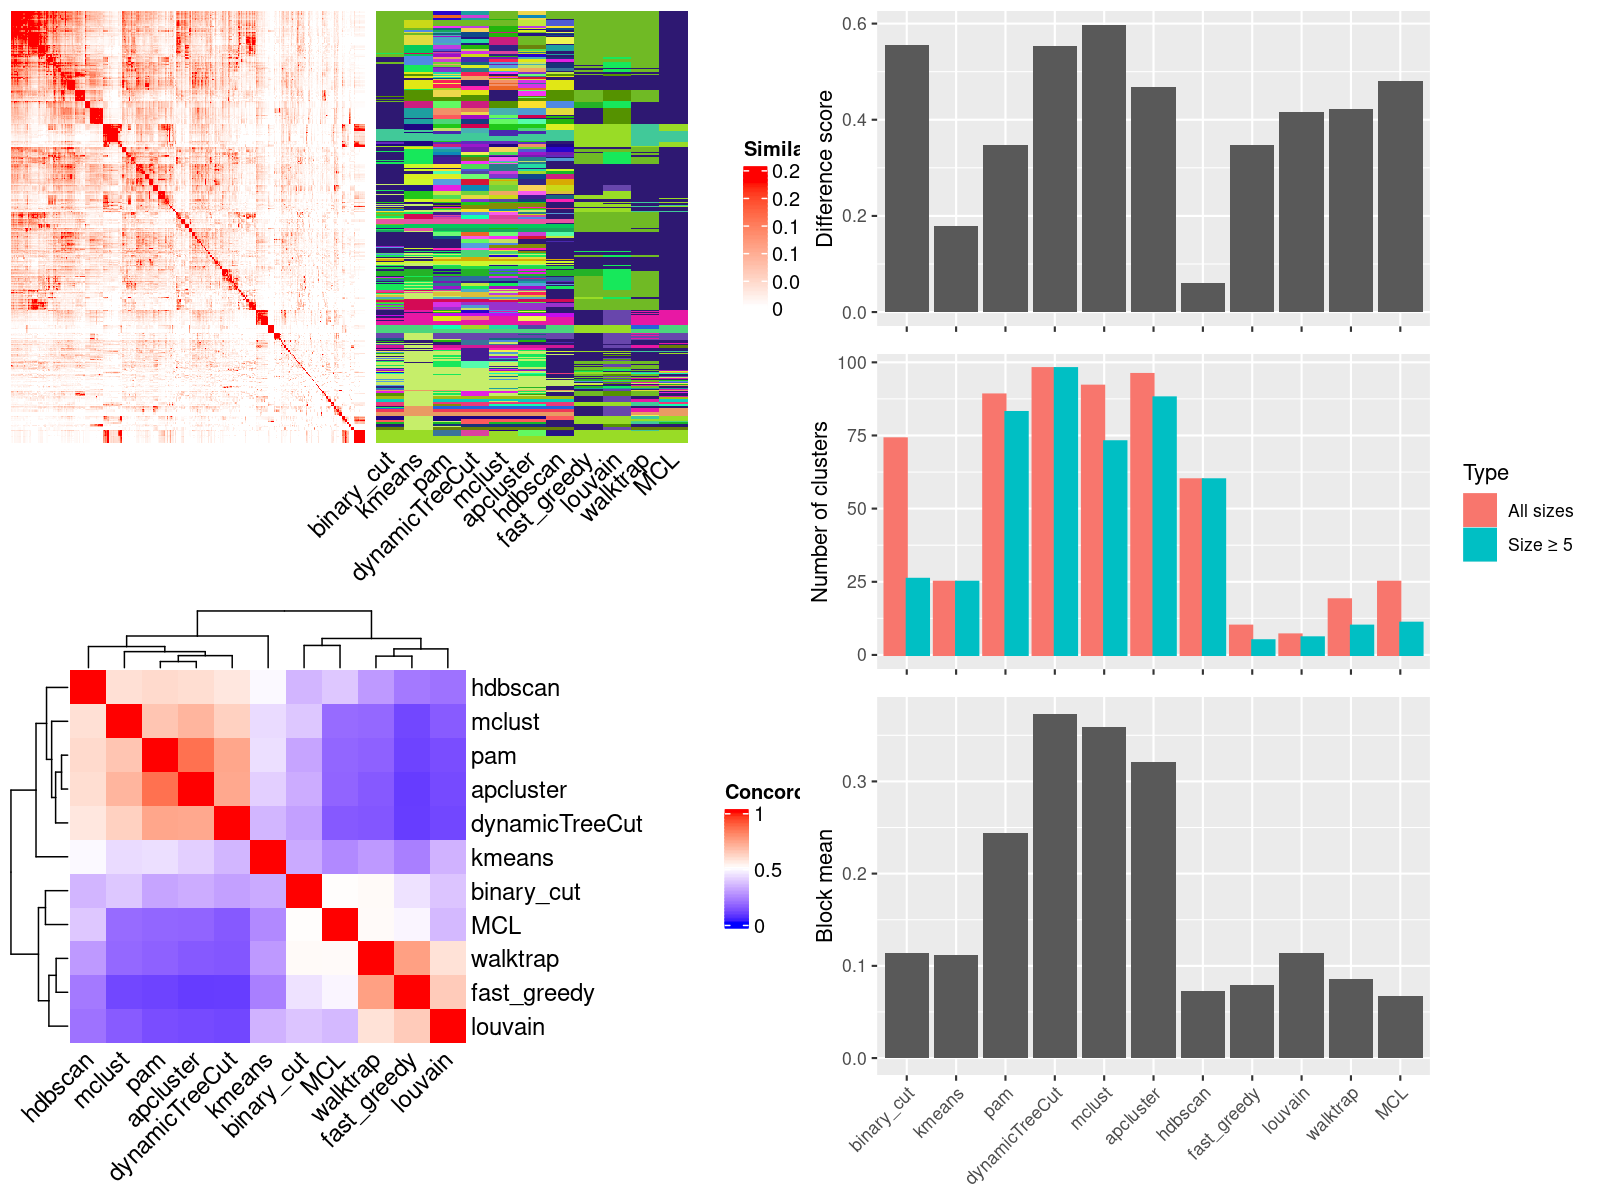 Simila
0.2
0.2
0.1
0.1
0.0
0
binary_cut
kmeans
pam
dynamicTreeCut
mclust
apcluster
hdbscan
fast_greedy
louvain
walktrap
MCL
hdbscan
mclust
pam
apcluster
dynamicTreeCut
kmeans
binary_cut
MCL
walktrap
fast_greedy
louvain
hdbscan
mclust
pam
apcluster
dynamicTreeCut
kmeans
binary_cut
MCL
walktrap
fast_greedy
louvain
Concord
1
0.5
0
Difference score
0.6
0.4
0.2
0.0
Number of clusters
100
75
50
25
0
Type
All sizes
Size ≥ 5
Block mean
0.3
0.2
0.1
0.0
binary_cut
kmeans
pam
dynamicTreeCut
mclust
apcluster
hdbscan
fast_greedy
louvain
walktrap
MCL